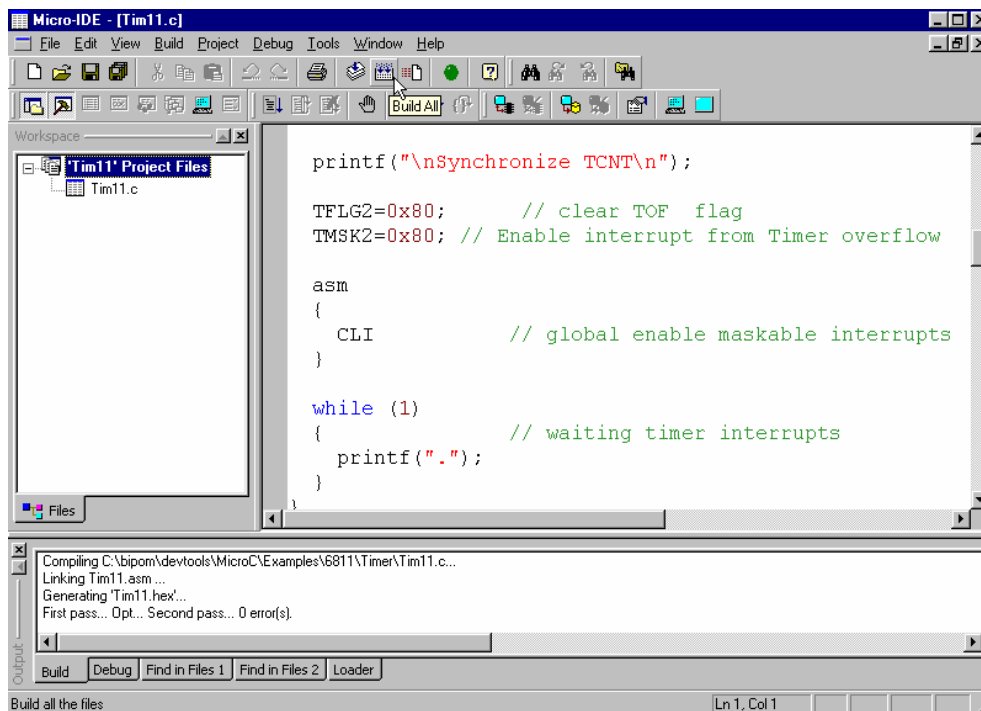 Micro-IDE - [Tim11.c]
File Edit View Build Project Debug Tools Window Help
Build All
Workspace
'Tim11' Project Files
Tim11.c
Files
printf("\nSynchronize TCNT\n");
TFLG2=0x80; // clear TOF flag
TMSK2=0x80; // Enable interrupt from Timer overflow
asm
{
CLI // global enable maskable interrupts
}
while (1)
{ // waiting timer interrupts
printf(".");
}
}
Compiling C:\bipom\devtools\MicroC\Examples\6811\Timer\Tim11.c...
Linking Tim11.asm ...
Generating 'Tim11.hex'...
First pass... Opt... Second pass... 0 error(s).
Output
Build Debug Find in Files 1 Find in Files 2 Loader
Build all the files Ln 1, Col 1